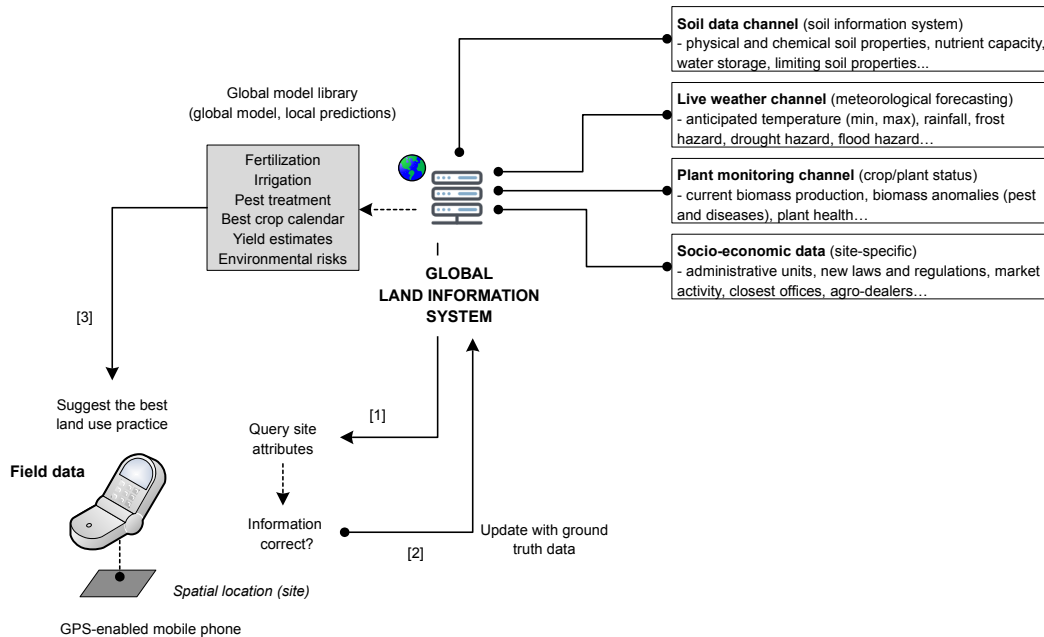 Soil data channel (soil information system)
- physical and chemical soil properties, nutrient capacity,
water storage, limiting soil properties...
Global model library
(global model, local predictions)
Live weather channel (meteorological forecasting)
- anticipated temperature (min, max), rainfall, frost
hazard, drought hazard, flood hazard…
Fertilization
Irrigation
Pest treatment
Best crop calendar
Yield estimates
Environmental risks
Plant monitoring channel (crop/plant status)
- current biomass production, biomass anomalies (pest
and diseases), plant health…
Socio-economic data (site-specific)
- administrative units, new laws and regulations, market
activity, closest offices, agro-dealers…
GLOBAL
LAND INFORMATION
SYSTEM
[3]
Suggest the best
land use practice
[1]
Query site
attributes
Field data
Information
correct?
[2]
Update with ground
truth data
Spatial location (site)
GPS-enabled mobile phone